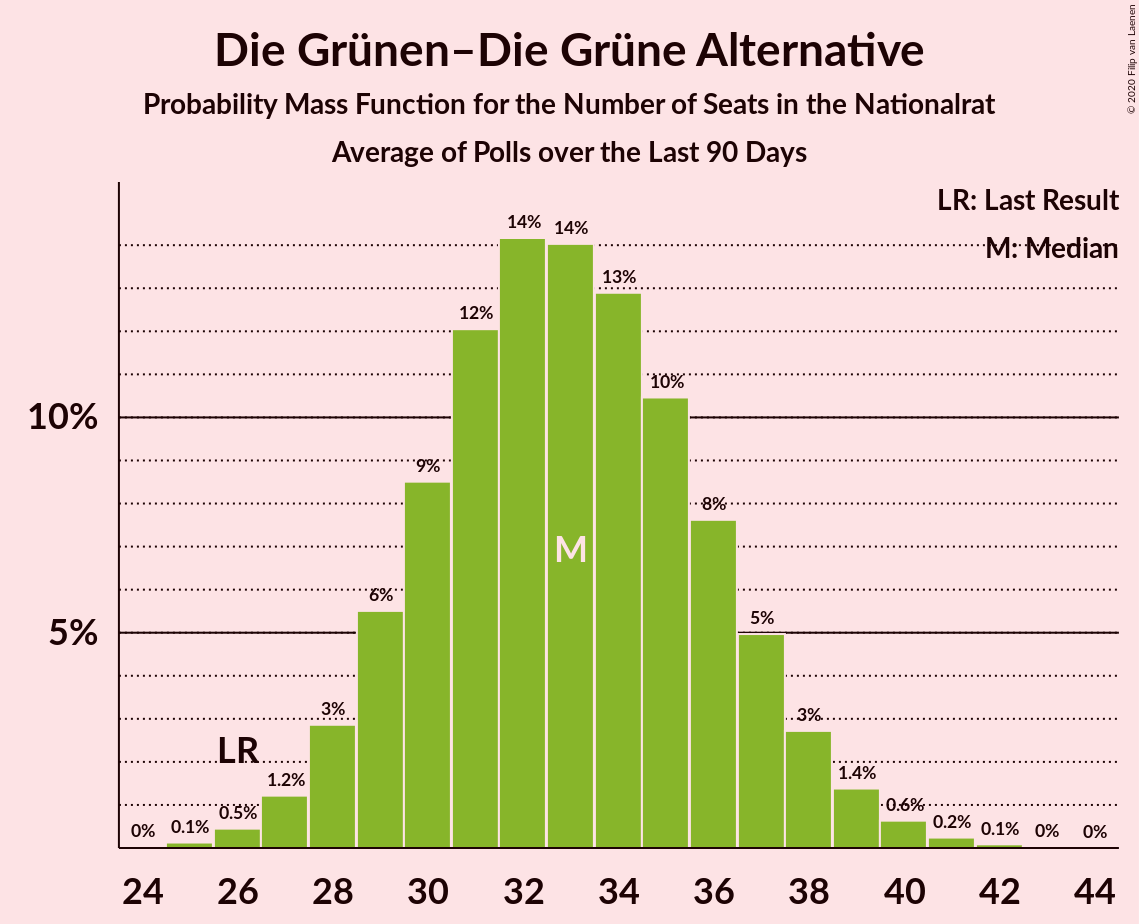 Die Grünen–Die Grüne Alternative
Probability Mass Function for the Number of Seats in the Nationalrat
Average of Polls over the Last 90 Days
© 2020 Filip van Laenen
LR: Last Result
M: Median
14%
14%
13%
12%
10%
10%
9%
8%
M
6%
5%
5%
3%
3%
LR
1.4%
1.2%
0.6%
0.5%
0.2%
0.1%
0.1%
0%
0%
0%
24 26 28 30 32 34 36 38 40 42 44